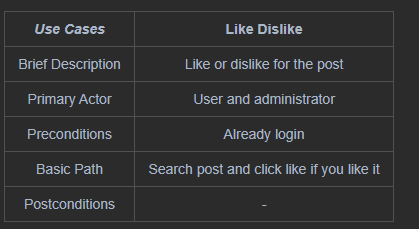 Use Cases Like Dislike
Brief Description Like or dislike for the post
Primary Actor User and administrator
Preconditions Already login
Basic Path Search post and click like if you like it
Postconditions -